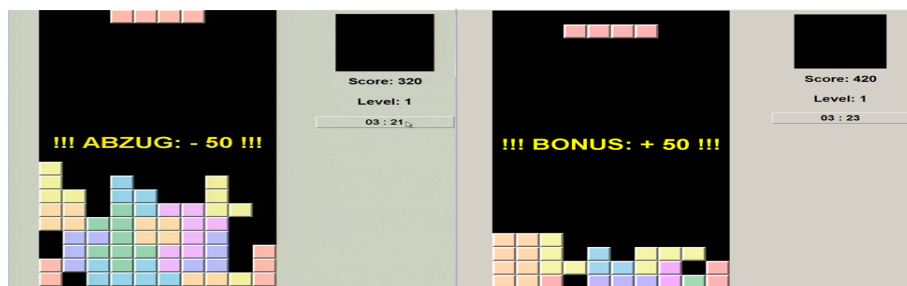 Score: 320
Level: 1
03 : 21
!!! ABZUG: - 50 !!!
Score: 420
Level: 1
03 : 23
!!! BONUS: + 50 !!!